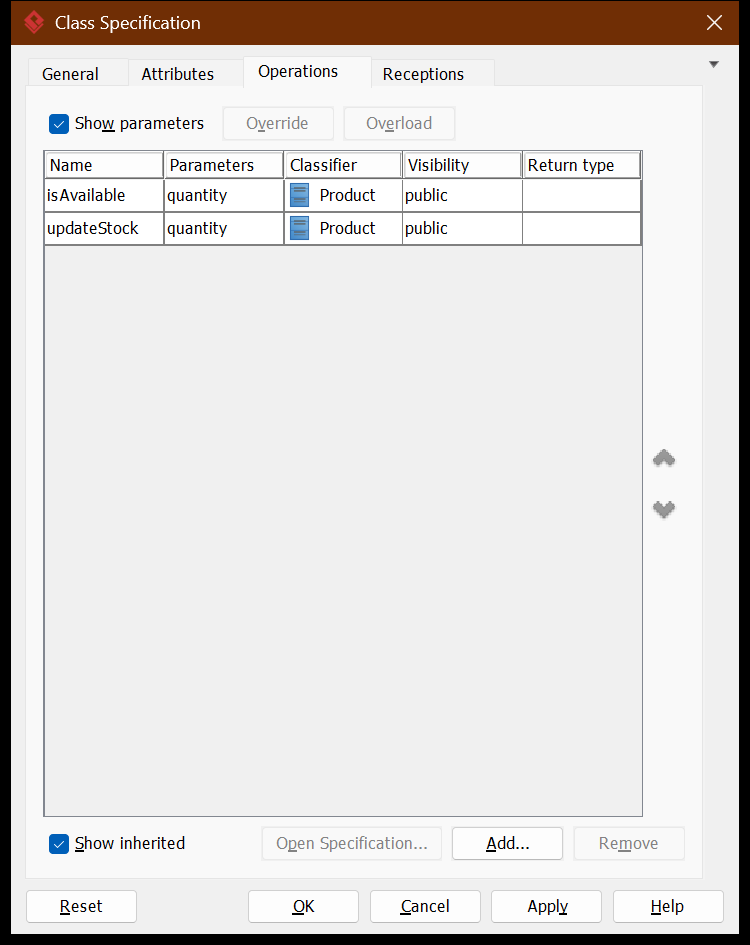 Class Specification
General Attributes Operations Receptions
Show parameters Override Overload
Name Parameters Classifier Visibility Return type
isAvailable quantity Product public
updateStock quantity Product public
Show inherited Open Specification... Add... Remove
Reset OK Cancel Apply Help